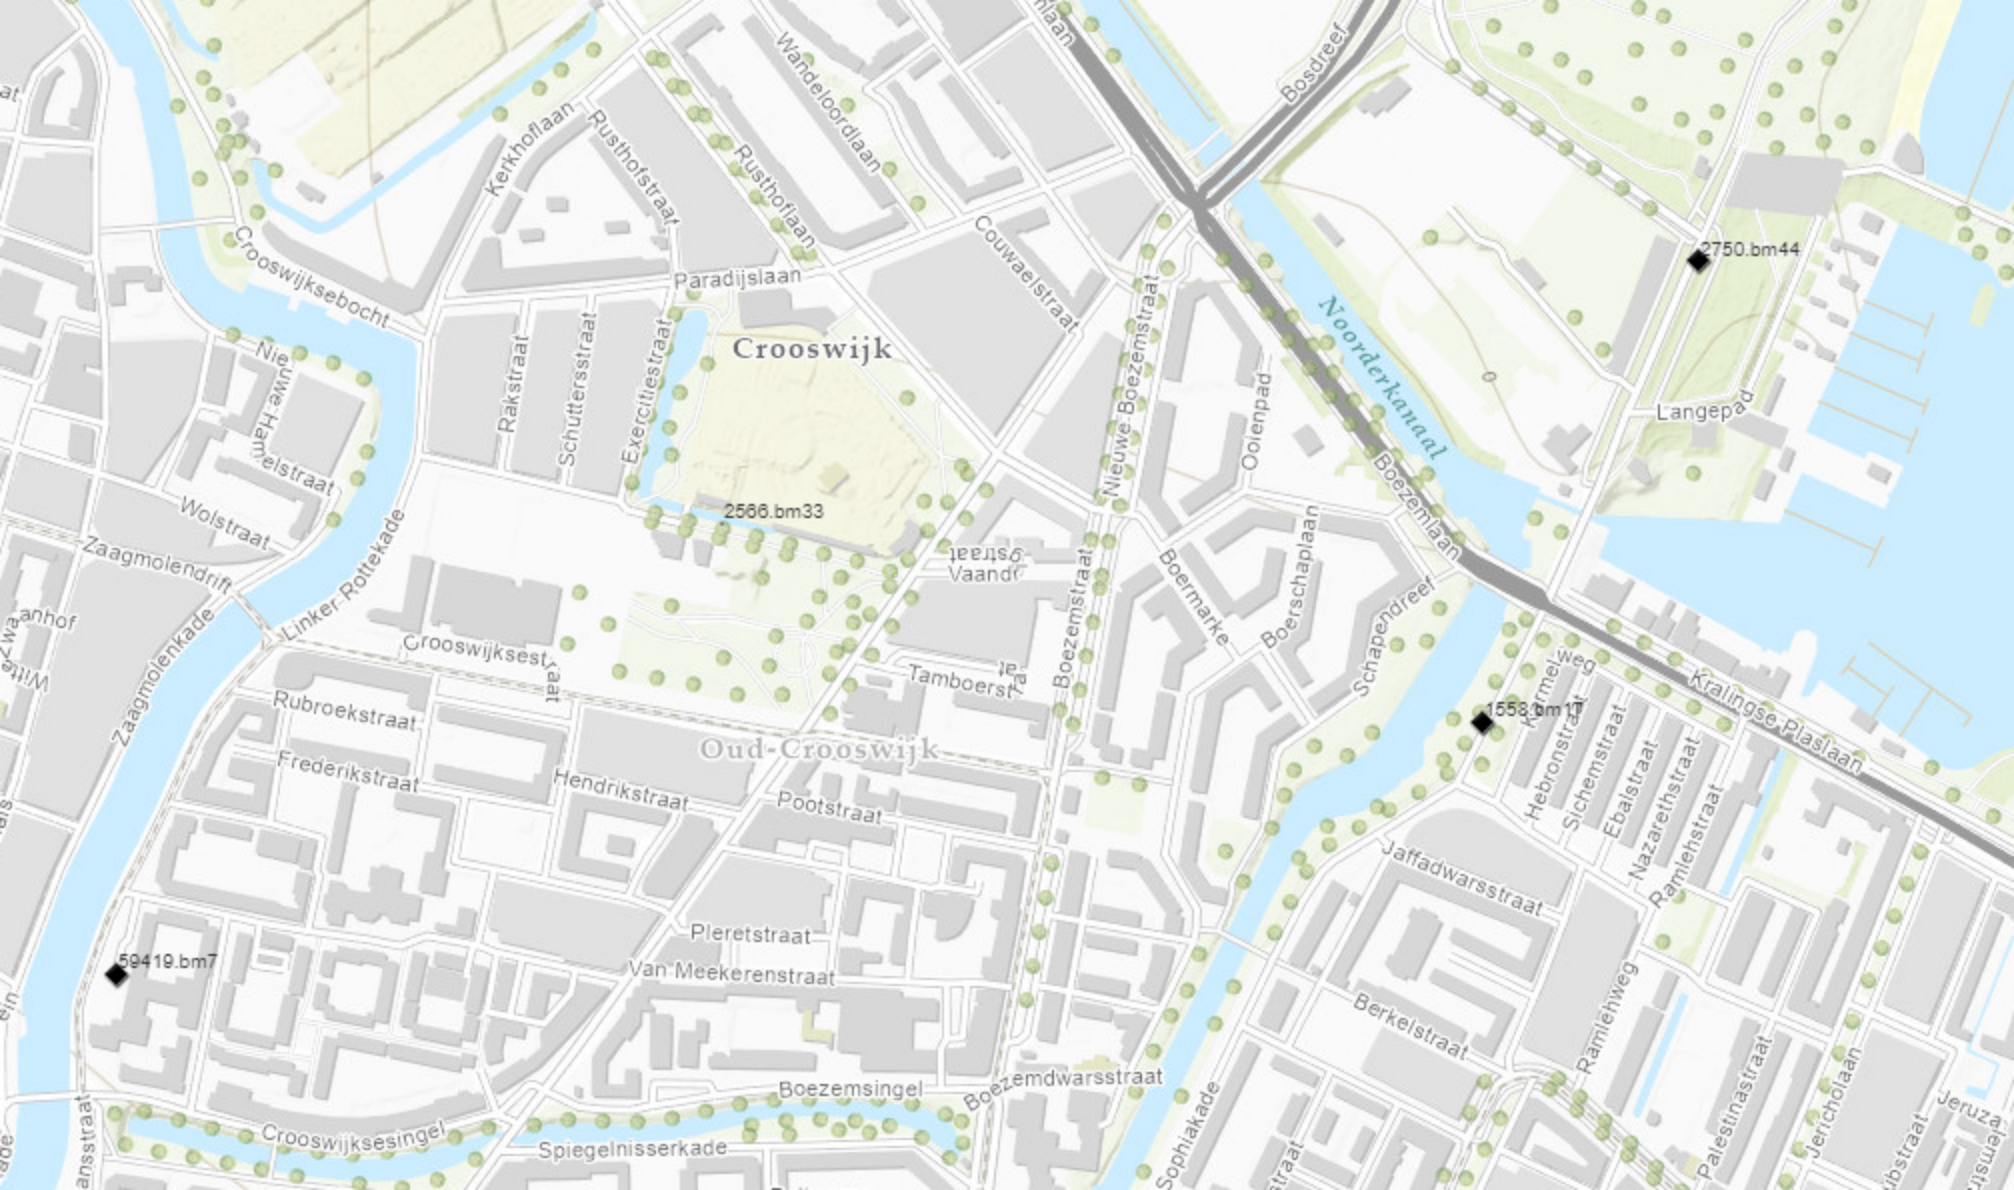 Bosdreef
Wandeloordlaan
Kerkhoflaan
Rusthofstraat
Rusthoflaan
Crooswijksebocht
Couwaelstraat
2750.bm44
Paradijslaan
Noorderkanaal
Crooswijk
Nieuwe Hamelstraat
Rakstraat
Schuttersstraat
Exercitiestraat
Nieuwe Boezemstraat
Ooienpad
Langepad
Wolstraat
2566.bm33
Boezemlaan
Zaagmolendrift
Linker Rottekade
Boezemstraat
Boermarke
Boerschaplaan
Schapendreef
Zaagmolenkade
Crooswijksestraat
Tamboerstraat
Rubroekstraat
Oud-Crooswijk
1558.bm17
Karmelweg
Kralingse Plaslaan
Frederikstraat
Hendrikstraat
Pootstraat
Hebronstraat
Sichemstraat
Ebalstraat
Nazarethstraat
Ramlehstraat
Jaffadwarsstraat
Pleretstraat
Van Meekerenstraat
59419.bm7
Berkelstraat
Ramlehweg
Boezemsingel
Boezemdwarsstraat
Crooswijksesingel
Spiegelnisserkade
Sophiakade
Palestinastraat
Jericholaan